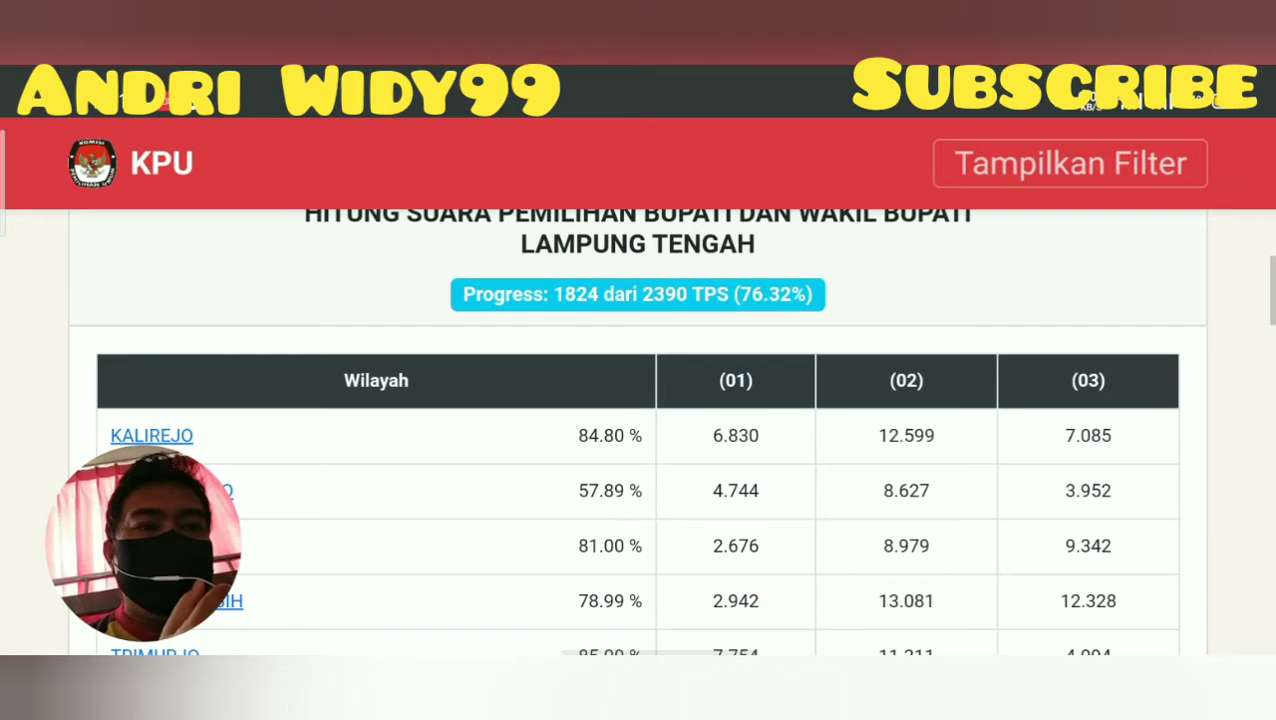 Andri Widy99
Subscribe
KPU
Tampilkan Filter
HITUNG SUARA PEMILIHAN BUPATI DAN WAKIL BUPATI
LAMPUNG TENGAH
Progress: 1824 dari 2390 TPS (76.32%)
Wilayah (01) (02) (03)
KALIREJO 84.80 % 6.830 12.599 7.085
57.89 % 4.744 8.627 3.952
81.00 % 2.676 8.979 9.342
78.99 % 2.942 13.081 12.328
TRIMURJO